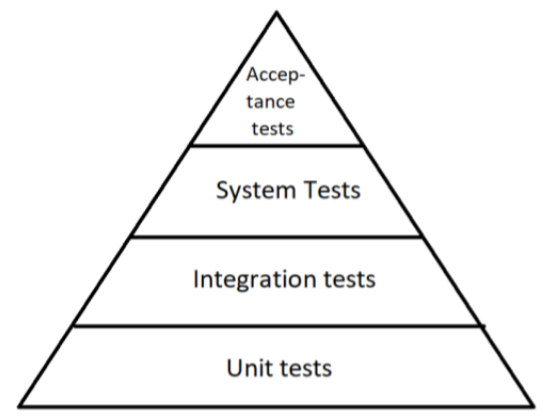 Accep-
tance
tests
System Tests
Integration tests
Unit tests